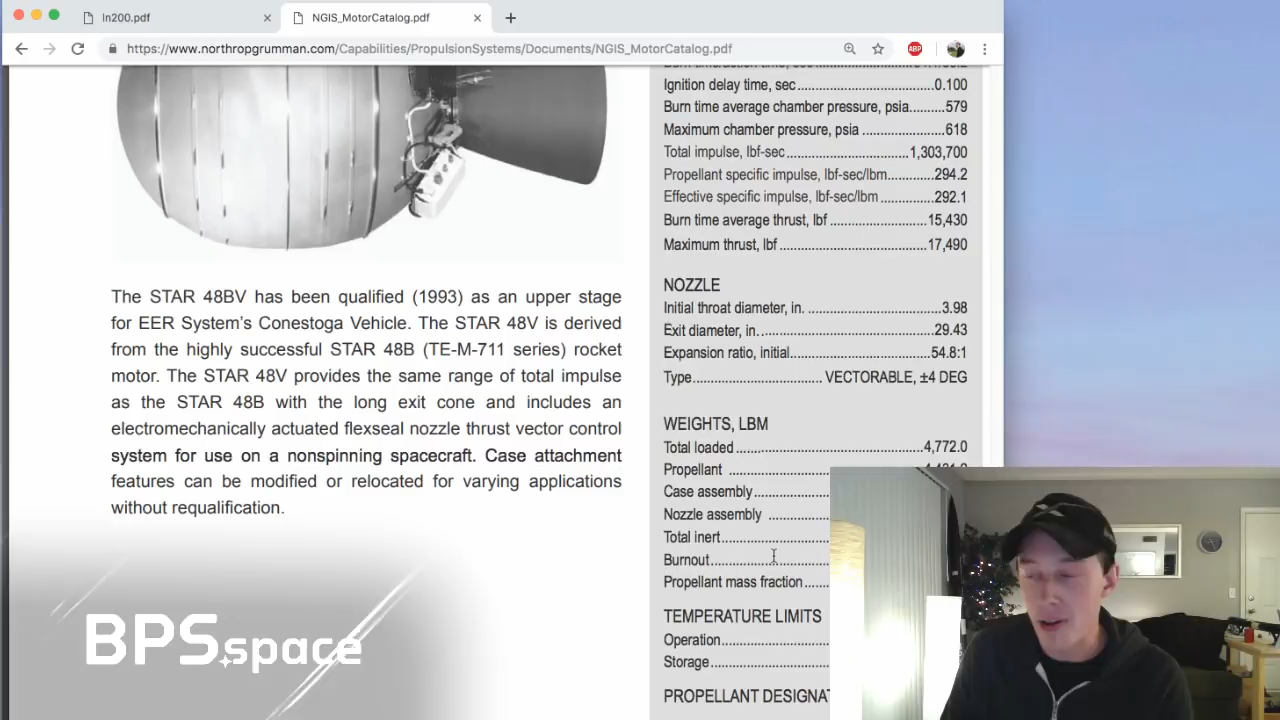 In200.pdf
NGIS_MotorCatalog.pdf
https://www.northropgrumman.com/Capabilities/PropulsionSystems/Documents/NGIS_MotorCatalog.pdf
ABP
The STAR 48BV has been qualified (1993) as an upper stage
for EER System's Conestoga Vehicle. The STAR 48V is derived
from the highly successful STAR 48B (TE-M-711 series) rocket
motor. The STAR 48V provides the same range of total impulse
as the STAR 48B with the long exit cone and includes an
electromechanically actuated flexseal nozzle thrust vector control
system for use on a nonspinning spacecraft. Case attachment
features can be modified or relocated for varying applications
without requalification.
Ignition delay time, sec 0.100
Burn time average chamber pressure, psia 579
Maximum chamber pressure, psia 618
Total impulse, lbf-sec 1,303,700
Propellant specific impulse, lbf-sec/lbm 294.2
Effective specific impulse, lbf-sec/lbm 292.1
Burn time average thrust, lbf 15,430
Maximum thrust, lbf 17,490
NOZZLE
Initial throat diameter, in. 3.98
Exit diameter, in. 29.43
Expansion ratio, initial 54.8:1
Type VECTORABLE, ±4 DEG
WEIGHTS, LBM
Total loaded 4,772.0
Propellant
Case assembly
Nozzle assembly
Total inert
Burnout
Propellant mass fraction
TEMPERATURE LIMITS
Operation
Storage
PROPELLANT
BPS.space